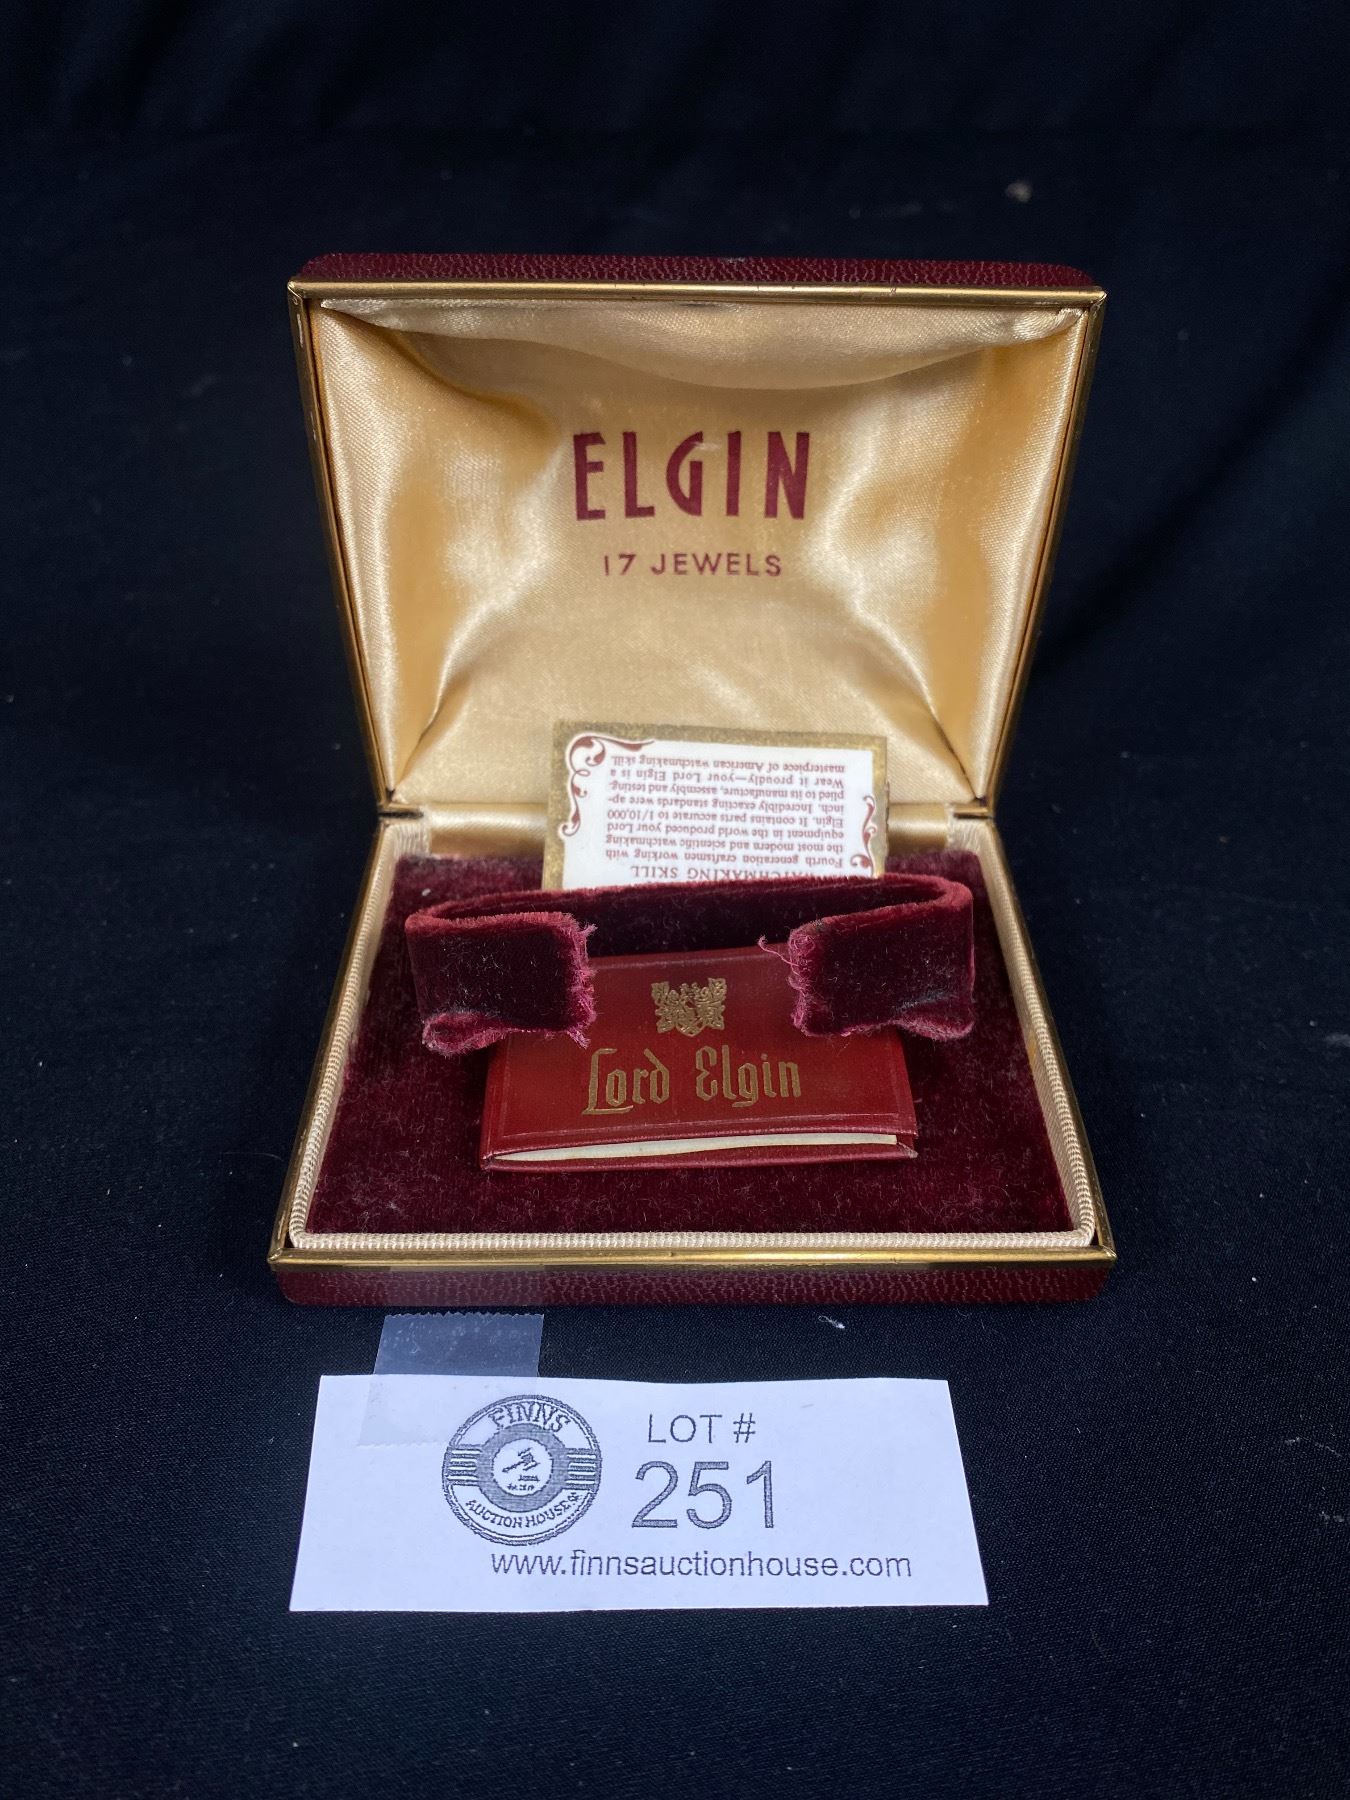 ELGIN
17 JEWELS
WATCHMAKING SKILL
Fourth generation craftsmen working with
the most modern and scientific watchmaking
equipment in the world produced your Lord
Elgin. It contains parts accurate to 1/10,000
inch. Incredibly exacting standards were ap-
plied to its manufacture, assembly and testing.
Wear it proudly—your Lord Elgin is a
masterpiece of American watchmaking skill.
Lord Elgin
FINNS
AUCTION HOUSE
LOT #
251
www.finnsauctionhouse.com